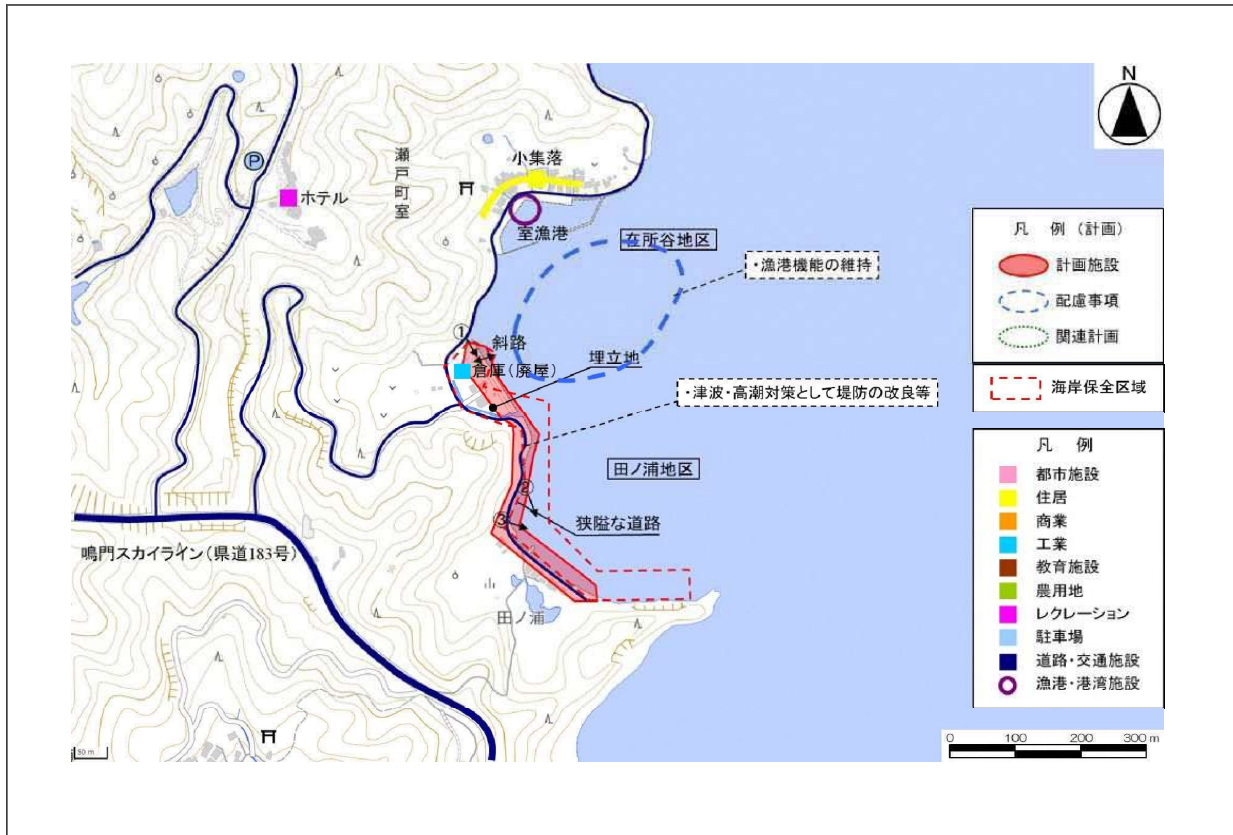 N
P
瀬戸町室
小集落
ホテル
室漁港
在所谷地区
・漁港機能の維持
①
斜路
倉庫(廃屋)
埋立地
・津波・高潮対策として堤防の改良等
田ノ浦地区
②
③
狭隘な道路
鳴門スカイライン(県道183号)
田ノ浦
50 m
凡 例 (計画)
計画施設
配慮事項
関連計画
海岸保全区域
凡 例
都市施設
住居
商業
工業
教育施設
農用地
レクレーション
駐車場
道路・交通施設
漁港・港湾施設
0 100 200 300 m